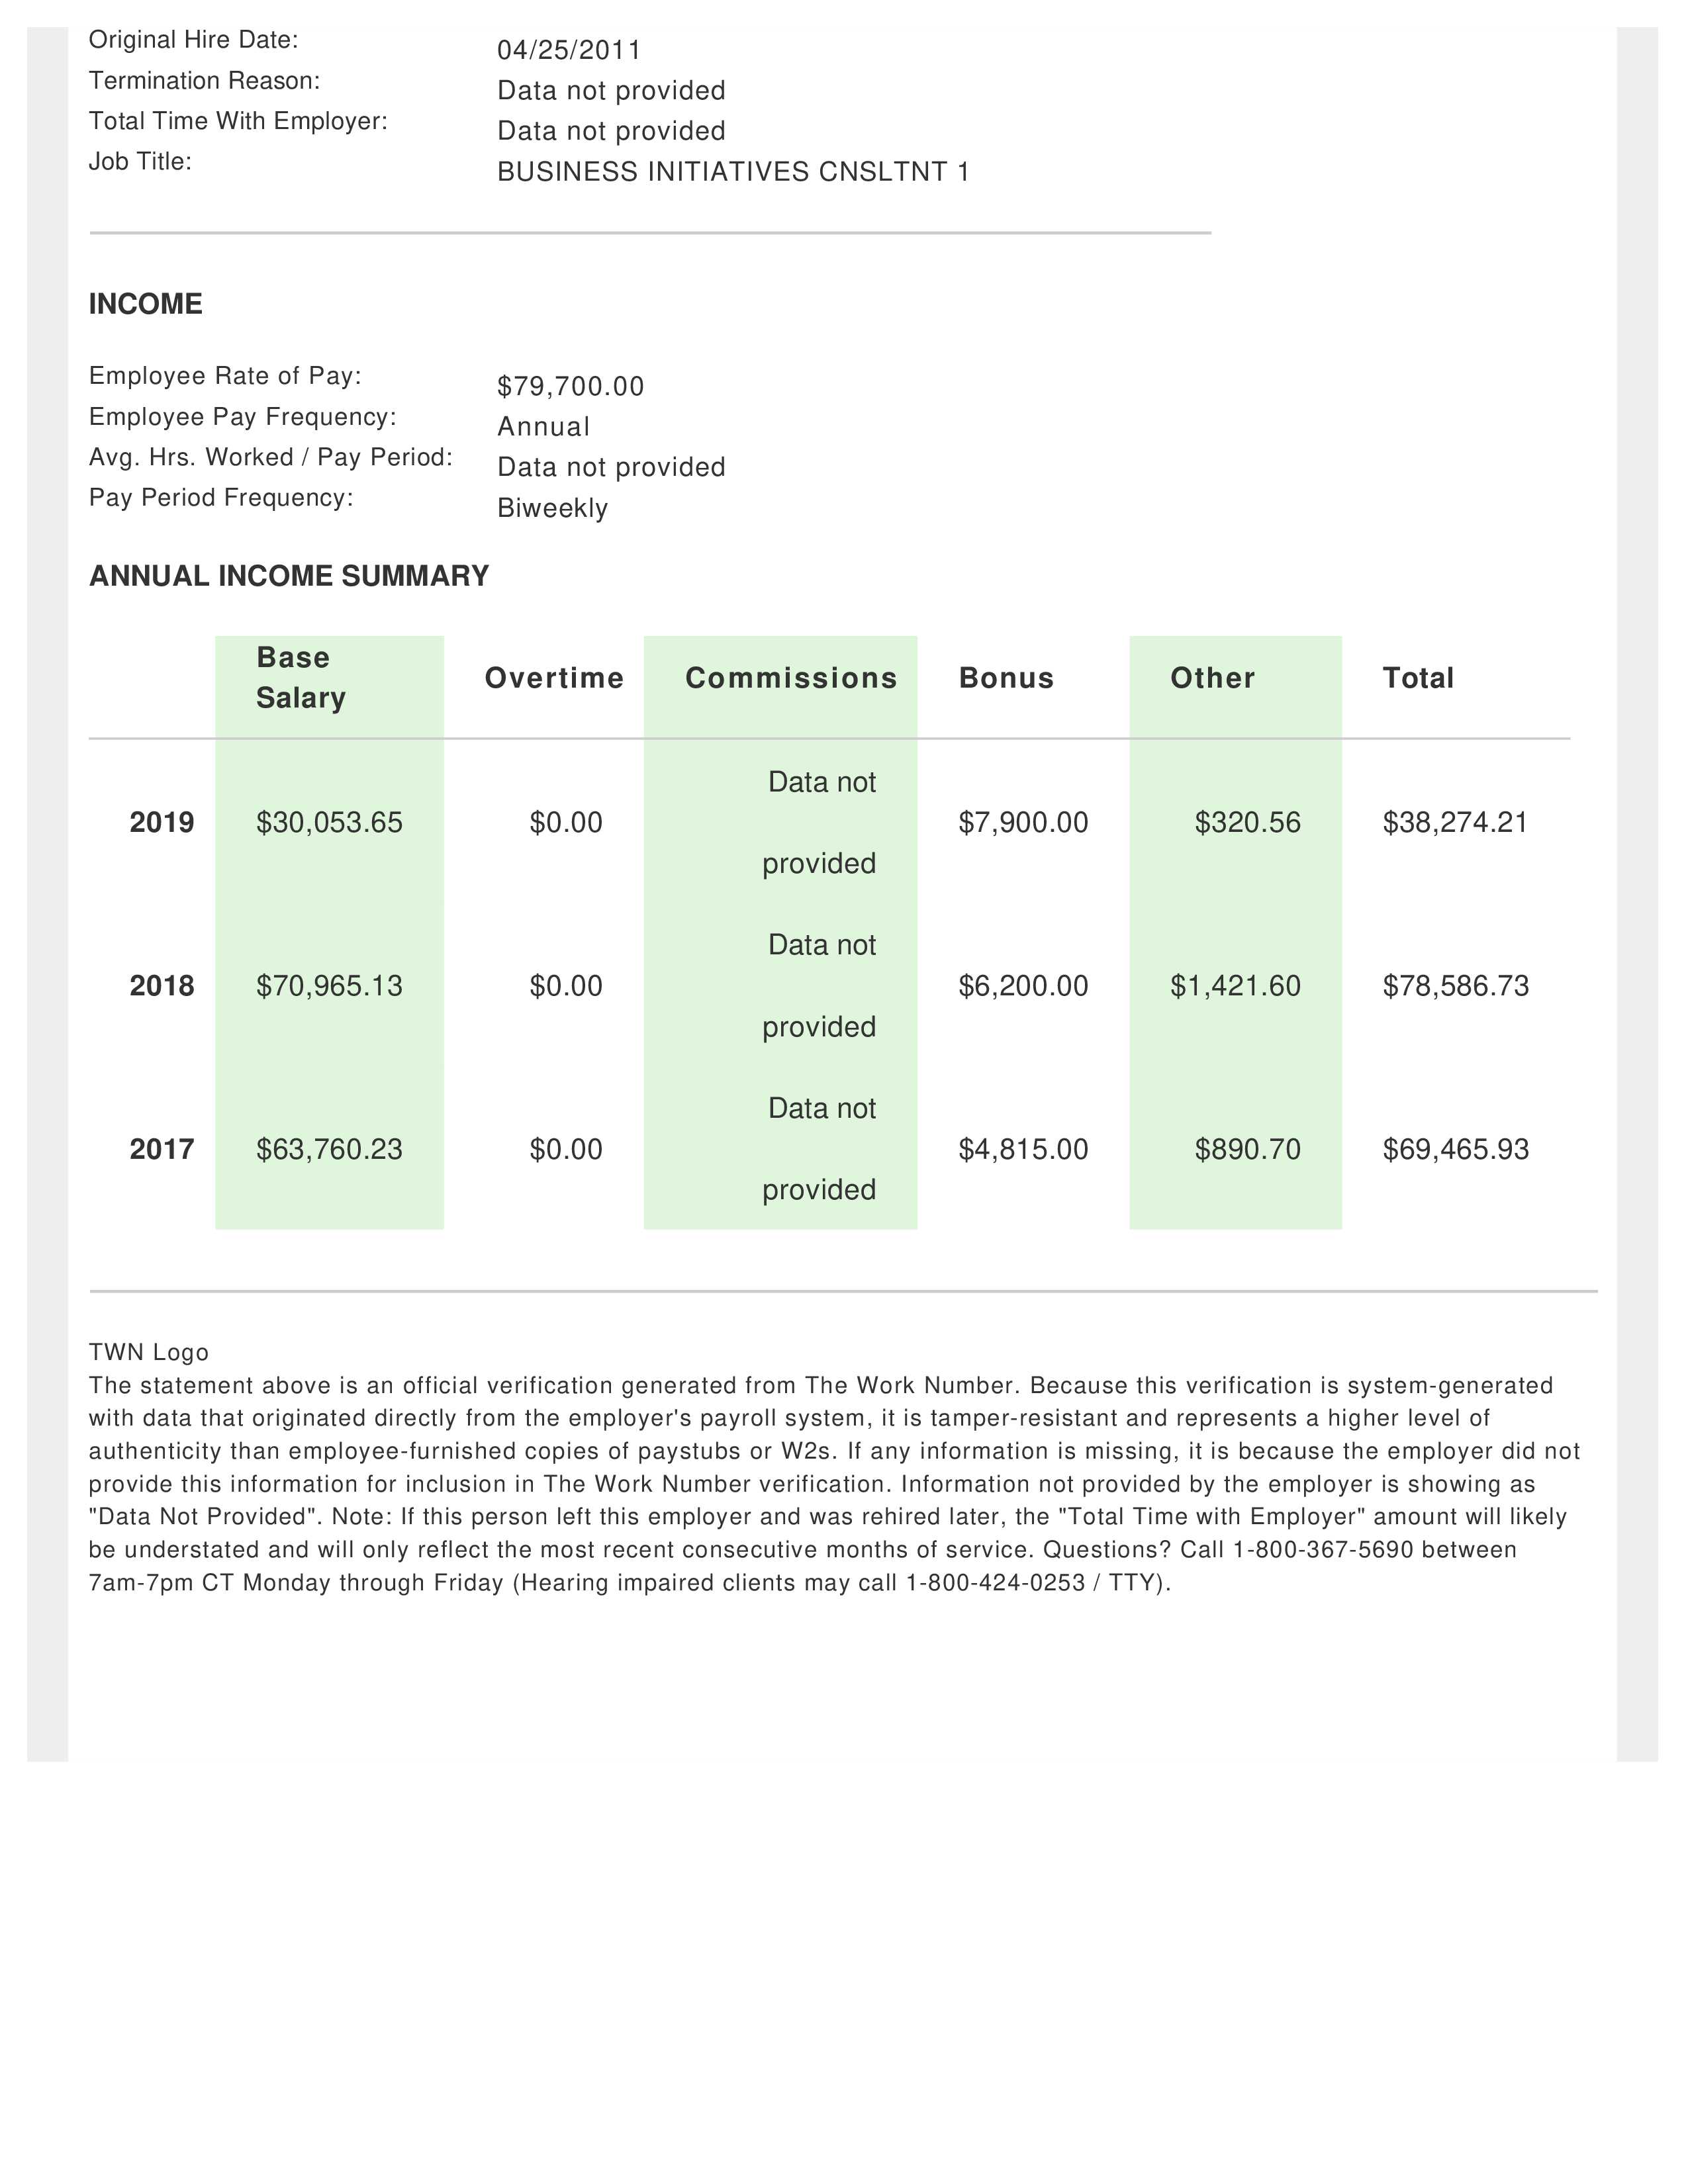 Original Hire Date: 04/25/2011
Termination Reason: Data not provided
Total Time With Employer: Data not provided
Job Title: BUSINESS INITIATIVES CNSLTNT 1
INCOME
Employee Rate of Pay: $79,700.00
Employee Pay Frequency: Annual
Avg. Hrs. Worked / Pay Period: Data not provided
Pay Period Frequency: Biweekly
ANNUAL INCOME SUMMARY
Base Salary Overtime Commissions Bonus Other Total
2019 $30,053.65 $0.00 Data not provided $7,900.00 $320.56 $38,274.21
2018 $70,965.13 $0.00 Data not provided $6,200.00 $1,421.60 $78,586.73
2017 $63,760.23 $0.00 Data not provided $4,815.00 $890.70 $69,465.93
TWN Logo
The statement above is an official verification generated from The Work Number. Because this verification is system-generated
with data that originated directly from the employer's payroll system, it is tamper-resistant and represents a higher level of
authenticity than employee-furnished copies of paystubs or W2s. If any information is missing, it is because the employer did not
provide this information for inclusion in The Work Number verification. Information not provided by the employer is showing as
"Data Not Provided". Note: If this person left this employer and was rehired later, the "Total Time with Employer" amount will likely
be understated and will only reflect the most recent consecutive months of service. Questions? Call 1-800-367-5690 between
7am-7pm CT Monday through Friday (Hearing impaired clients may call 1-800-424-0253 / TTY).